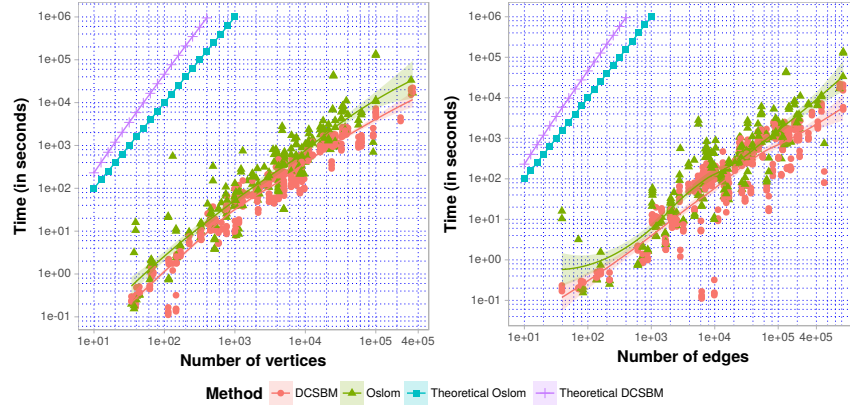 1e+06
1e+05
1e+04
1e+03
1e+02
1e+01
1e+00
1e-01
Time (in seconds)
1e+01 1e+02 1e+03 1e+04 1e+05 4e+05
Number of vertices
1e+06
1e+05
1e+04
1e+03
1e+02
1e+01
1e+00
1e-01
Time (in seconds)
1e+01 1e+02 1e+03 1e+04 1e+05 4e+05
Number of edges
Method DCSBM Oslom Theoretical Oslom Theoretical DCSBM